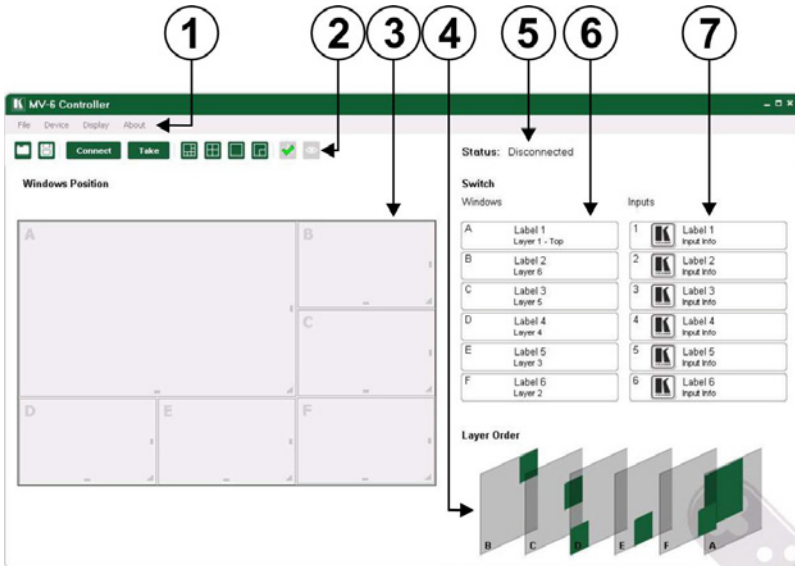 1 2 3 4 5 6 7
MV-6 Controller
File Device Display About
Connect Take
Status: Disconnected
Windows Position
Switch
Windows Inputs
A Label 1 1 Label 1
Layer 1 - Top Input Info
B Label 2 2 Label 2
Layer 6 Input Info
C Label 3 3 Label 3
Layer 5 Input Info
D Label 4 4 Label 4
Layer 4 Input Info
E Label 5 5 Label 5
Layer 3 Input Info
F Label 6 6 Label 6
Layer 2 Input Info
A B
C
D E F
Layer Order
B C D E F A